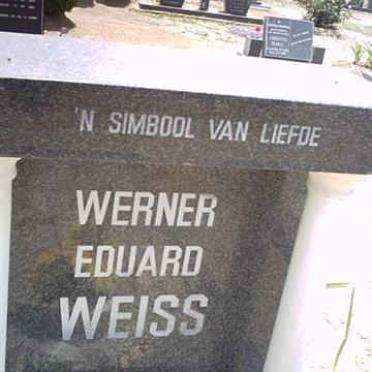 'N SIMBOOL VAN LIEFDE
WERNER
EDUARD
WEISS